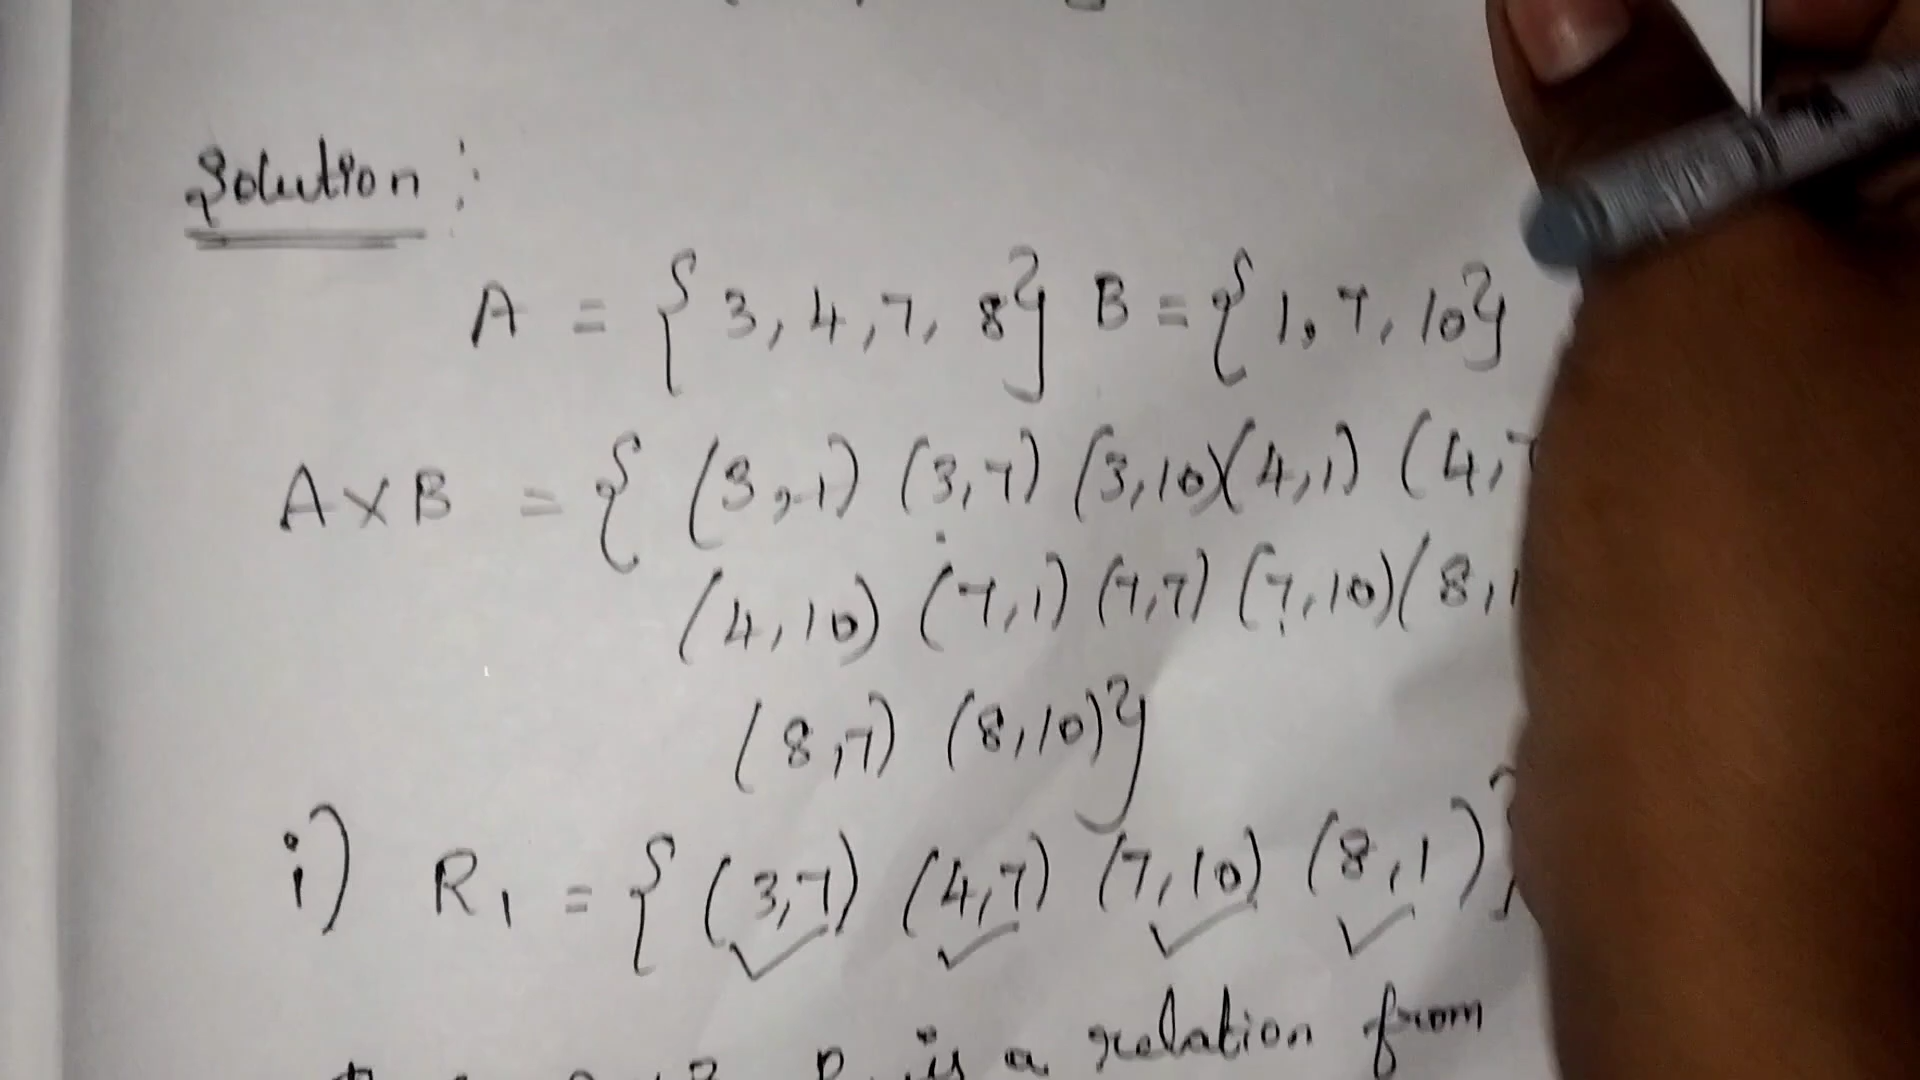 Solution :
A = { 3, 4, 7, 8} B = { 1, 7, 10}
A X B = { (3, 1) (3, 7) (3, 10) (4, 1) (4,
(4, 10) (7, 1) (7, 7) (7, 10) (8, 1
(8, 7) (8, 10)}
i) R1 = { (3, 7) (4, 7) (7, 10) (8, 1)}
is a relation from